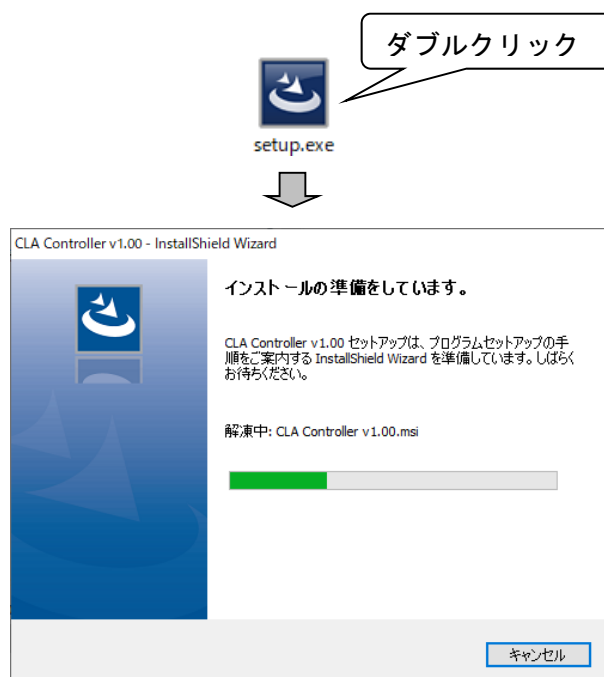 ダブルクリック
setup.exe
CLA Controller v1.00 - InstallShield Wizard
インストールの準備をしています。
CLA Controller v1.00 セットアップは、プログラムセットアップの手
順をご案内する InstallShield Wizard を準備しています。しばらく
お待ちください。
解凍中: CLA Controller v1.00.msi
キャンセル